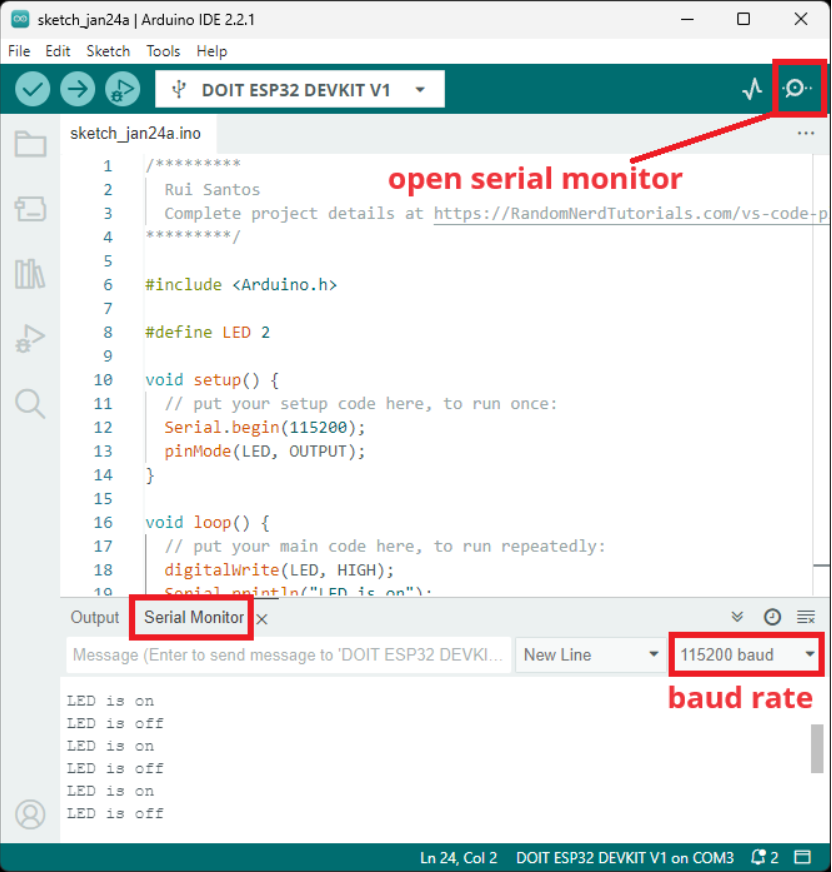 sketch_jan24a | Arduino IDE 2.2.1
File Edit Sketch Tools Help
DOIT ESP32 DEVKIT V1
sketch_jan24a.ino
open serial monitor
1 /*********
2 Rui Santos
3 Complete project details at https://RandomNerdTutorials.com/vs-code-p
4 *********/
5
6 #include <Arduino.h>
7
8 #define LED 2
9
10 void setup() {
11 // put your setup code here, to run once:
12 Serial.begin(115200);
13 pinMode(LED, OUTPUT);
14 }
15
16 void loop() {
17 // put your main code here, to run repeatedly:
18 digitalWrite(LED, HIGH);
19 Serial.println("LED is on");
Output Serial Monitor
Message (Enter to send message to 'DOIT ESP32 DEVKI... New Line 115200 baud
baud rate
LED is on
LED is off
LED is on
LED is off
LED is on
LED is off
Ln 24, Col 2 DOIT ESP32 DEVKIT V1 on COM3 2